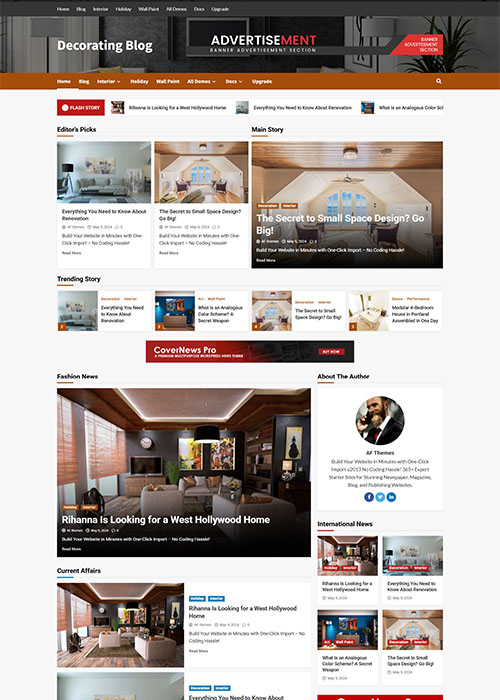 Home Blog Interior Holiday Wall Paint All Demos Docs Upgrade
Decorating Blog
ADVERTISEMENT
BANNER ADVERTISEMENT SECTION
BANNER
ADVERTISEMENT
SECTION
Home Blog Interior Holiday Wall Paint All Demos Docs Upgrade
FLASH STORY
Rihanna Is Looking for a West Hollywood Home
Everything You Need to Know About Renovation
What Is an Analogous Color Sc
Editor's Picks
Everything You Need to Know About
Renovation
AF themes May 9, 2024 0
Build Your Website in Minutes with One-
Click Import – No Coding Hassle!
Read More
The Secret to Small Space Design?
Go Big!
AF themes May 9, 2024 0
Build Your Website in Minutes with One-
Click Import – No Coding Hassle!
Read More
Main Story
Decoration Interior
The Secret to Small Space Design? Go
Big!
AF themes May 9, 2024 0
Build Your Website in Minutes with One-Click Import – No Coding Hassle!
Read More
Trending Story
2
Decoration Interior
Everything You Need
to Know About
Renovation
3
Art Wall Paint
What Is an Analogous
Color Scheme? A
Secret Weapon
4
Decoration Interior
The Secret to Small
Space Design? Go Big!
5
Dance Performance
Modular 4-Bedroom
House in Portland
Assembled in One Day
CoverNews Pro
A PREMIUM MULTIPURPOSE WORDPRESS NEWS THEME
BUY NOW
Fashion News
Holiday Interior
Rihanna Is Looking for a West Hollywood Home
AF themes May 9, 2024 0
Build Your Website in Minutes with One-Click Import – No Coding Hassle!
Read More
About The Author
AF Themes
Build Your Website in Minutes with One-Click
Import u2013 No Coding Hassle! 365+ Expert
Starter Sites for Stunning Newspaper, Magazine,
Blog, and Publishing Websites.
International News
Holiday Interior
Rihanna Is Looking for a
West Hollywood Home
May 9, 2024
Decoration Interior
Everything You Need to
Know About Renovation
May 9, 2024
Art Wall Paint
What Is an Analogous
Color Scheme? A Secret
Weapon
May 9, 2024
Decoration Interior
The Secret to Small
Space Design? Go Big!
May 9, 2024
Current Affairs
Holiday Interior
Rihanna Is Looking for a West Hollywood
Home
AF themes May 9, 2024 0
Build Your Website in Minutes with One-Click Import – No
Coding Hassle!
Read More
Decoration Interior
Everything You Need to Know About